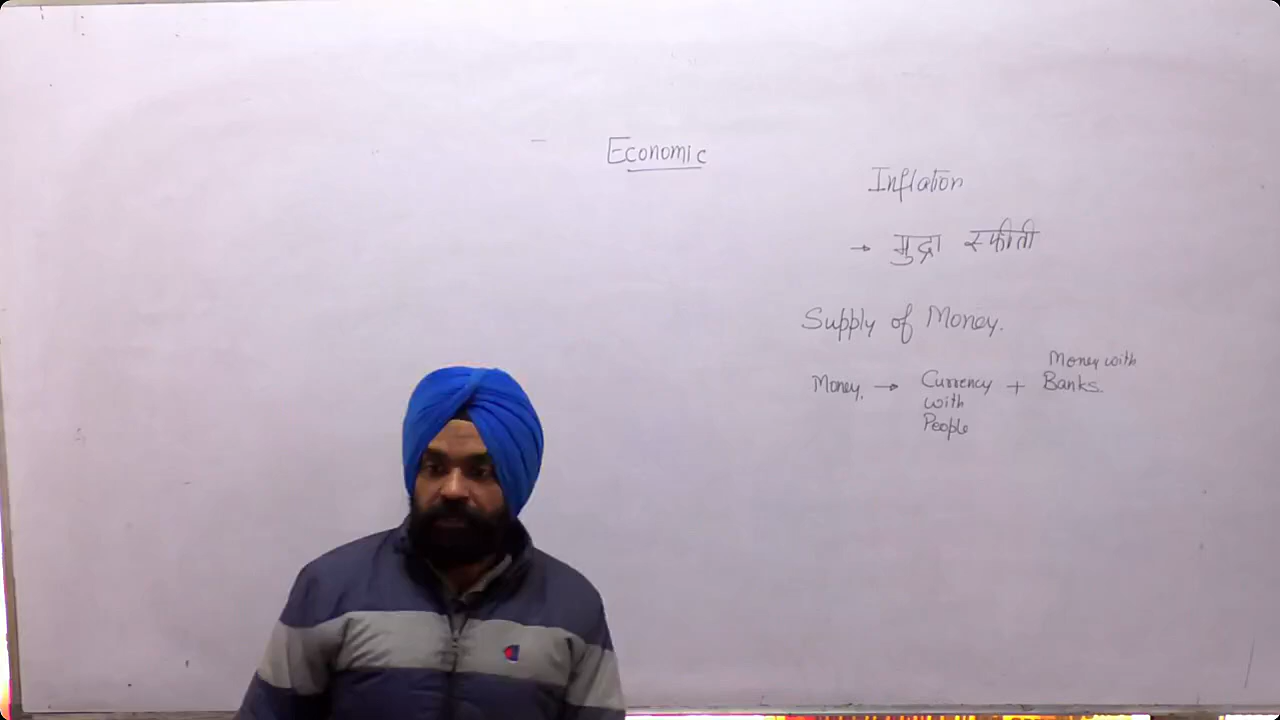 Economic
Inflation
→ मुद्रा स्फीती
Supply of Money.
Money with
Money. → Currency + Banks.
with
People